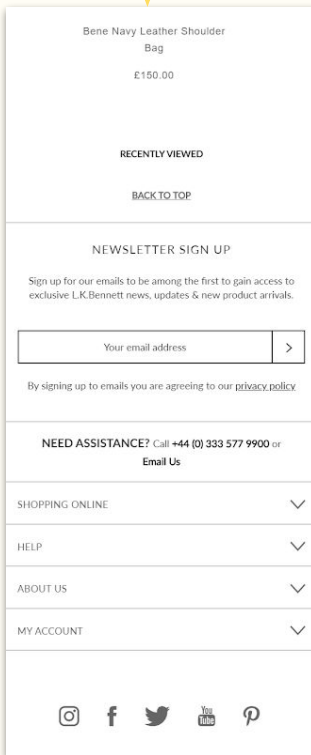 Bene Navy Leather Shoulder
Bag
£150.00
RECENTLY VIEWED
BACK TO TOP
NEWSLETTER SIGN UP
Sign up for our emails to be among the first to gain access to
exclusive L.K.Bennett news, updates & new product arrivals.
Your email address
By signing up to emails you are agreeing to our privacy policy
NEED ASSISTANCE? Call +44 (0) 333 577 9900 or
Email Us
SHOPPING ONLINE
HELP
ABOUT US
MY ACCOUNT
You
Tube